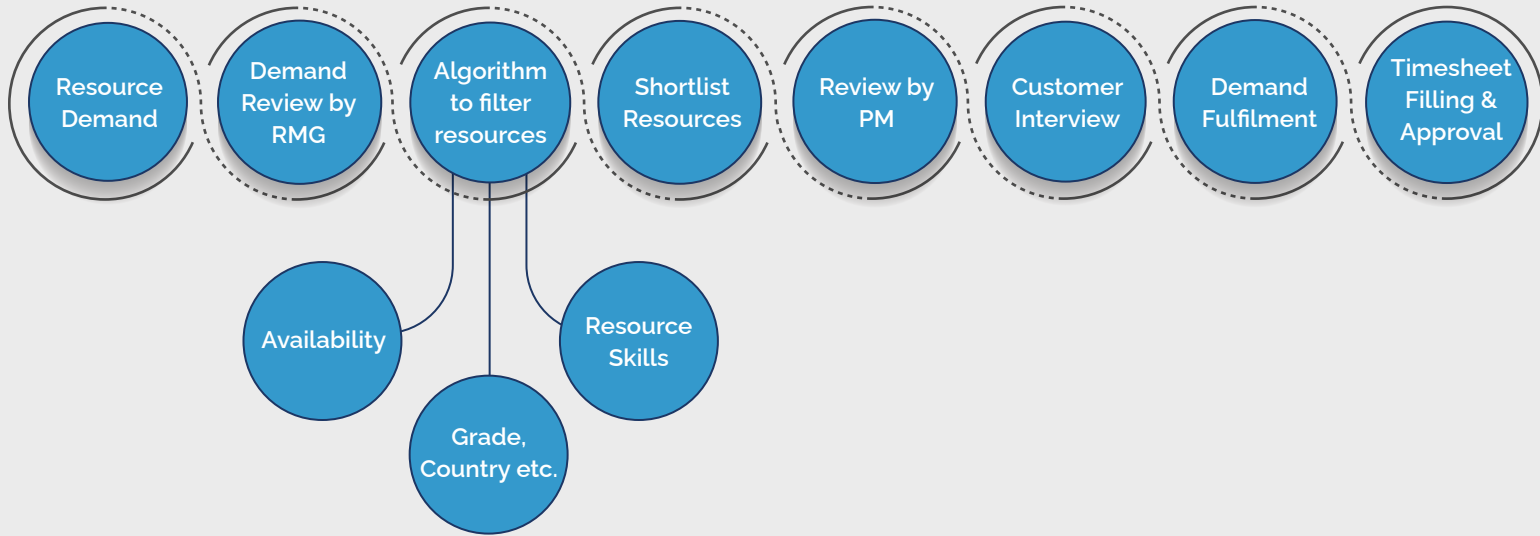 Resource
Demand
Demand
Review by
RMG
Algorithm
to filter
resources
Shortlist
Resources
Review by
PM
Customer
Interview
Demand
Fulfilment
Timesheet
Filling &
Approval
Availability
Grade,
Country etc.
Resource
Skills